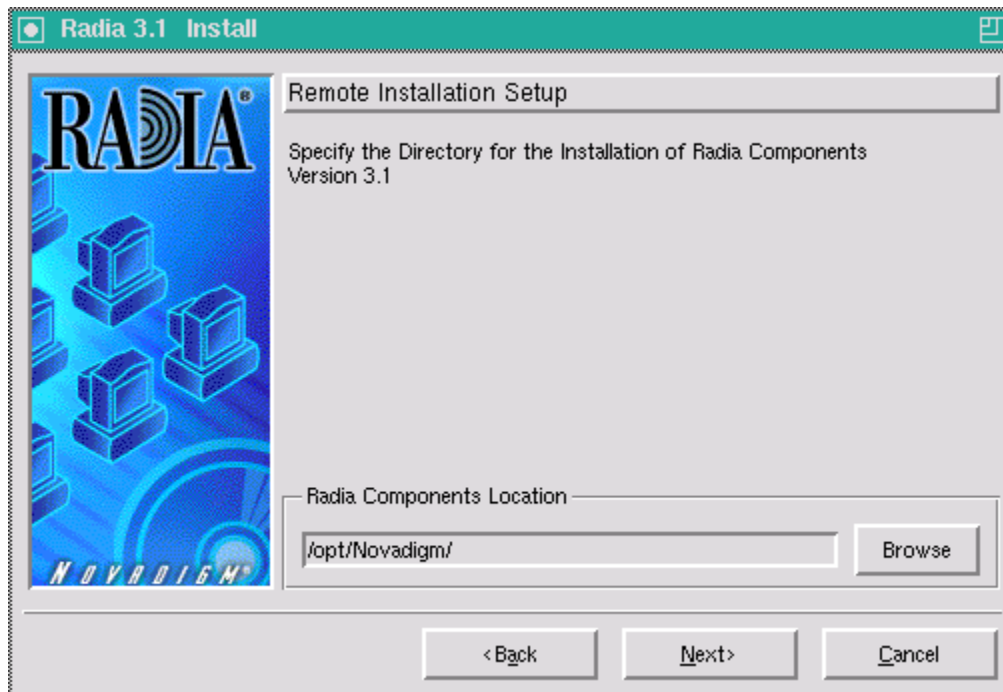 Radia 3.1 Install
RADIA®
Remote Installation Setup
Specify the Directory for the Installation of Radia Components
Version 3.1
Radia Components Location
/opt/Novadigm/
Browse
NOVADIGM®
<Back
Next>
Cancel